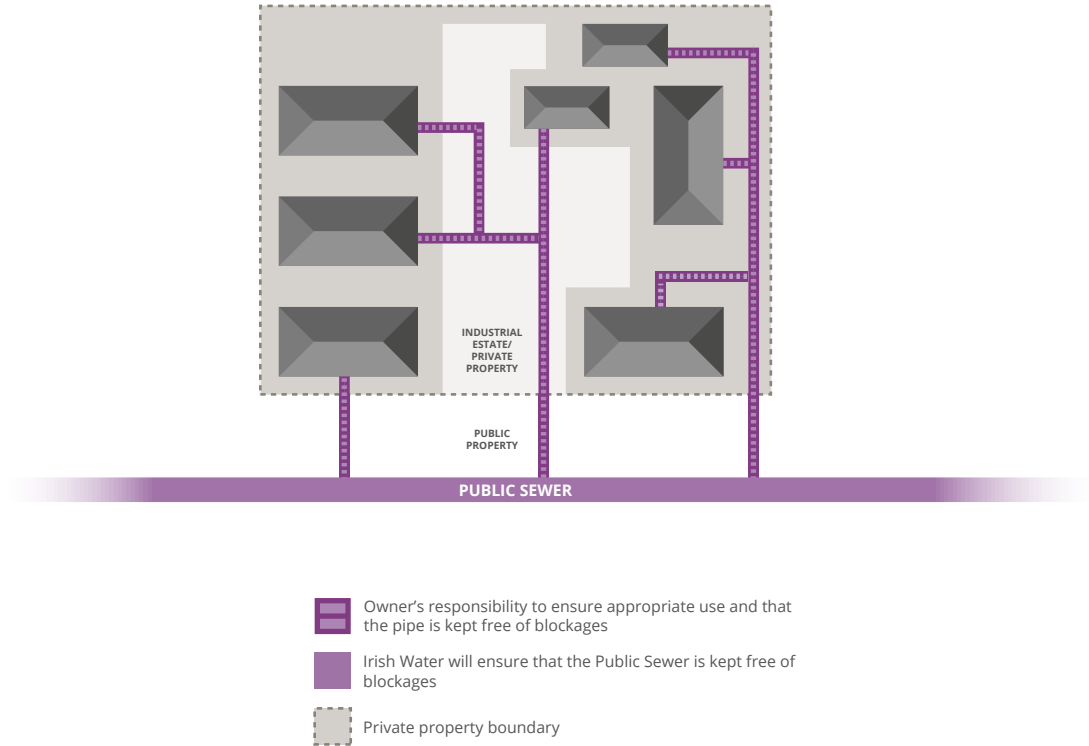 INDUSTRIAL
ESTATE/
PRIVATE
PROPERTY
PUBLIC
PROPERTY
PUBLIC SEWER
Owner’s responsibility to ensure appropriate use and that
the pipe is kept free of blockages
Irish Water will ensure that the Public Sewer is kept free of
blockages
Private property boundary